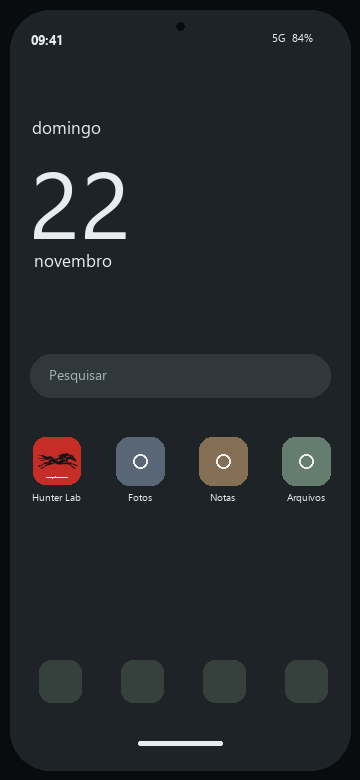 09:41
5G 84%
domingo
22
novembro
Pesquisar
Hunter Lab
Fotos
Notas
Arquivos